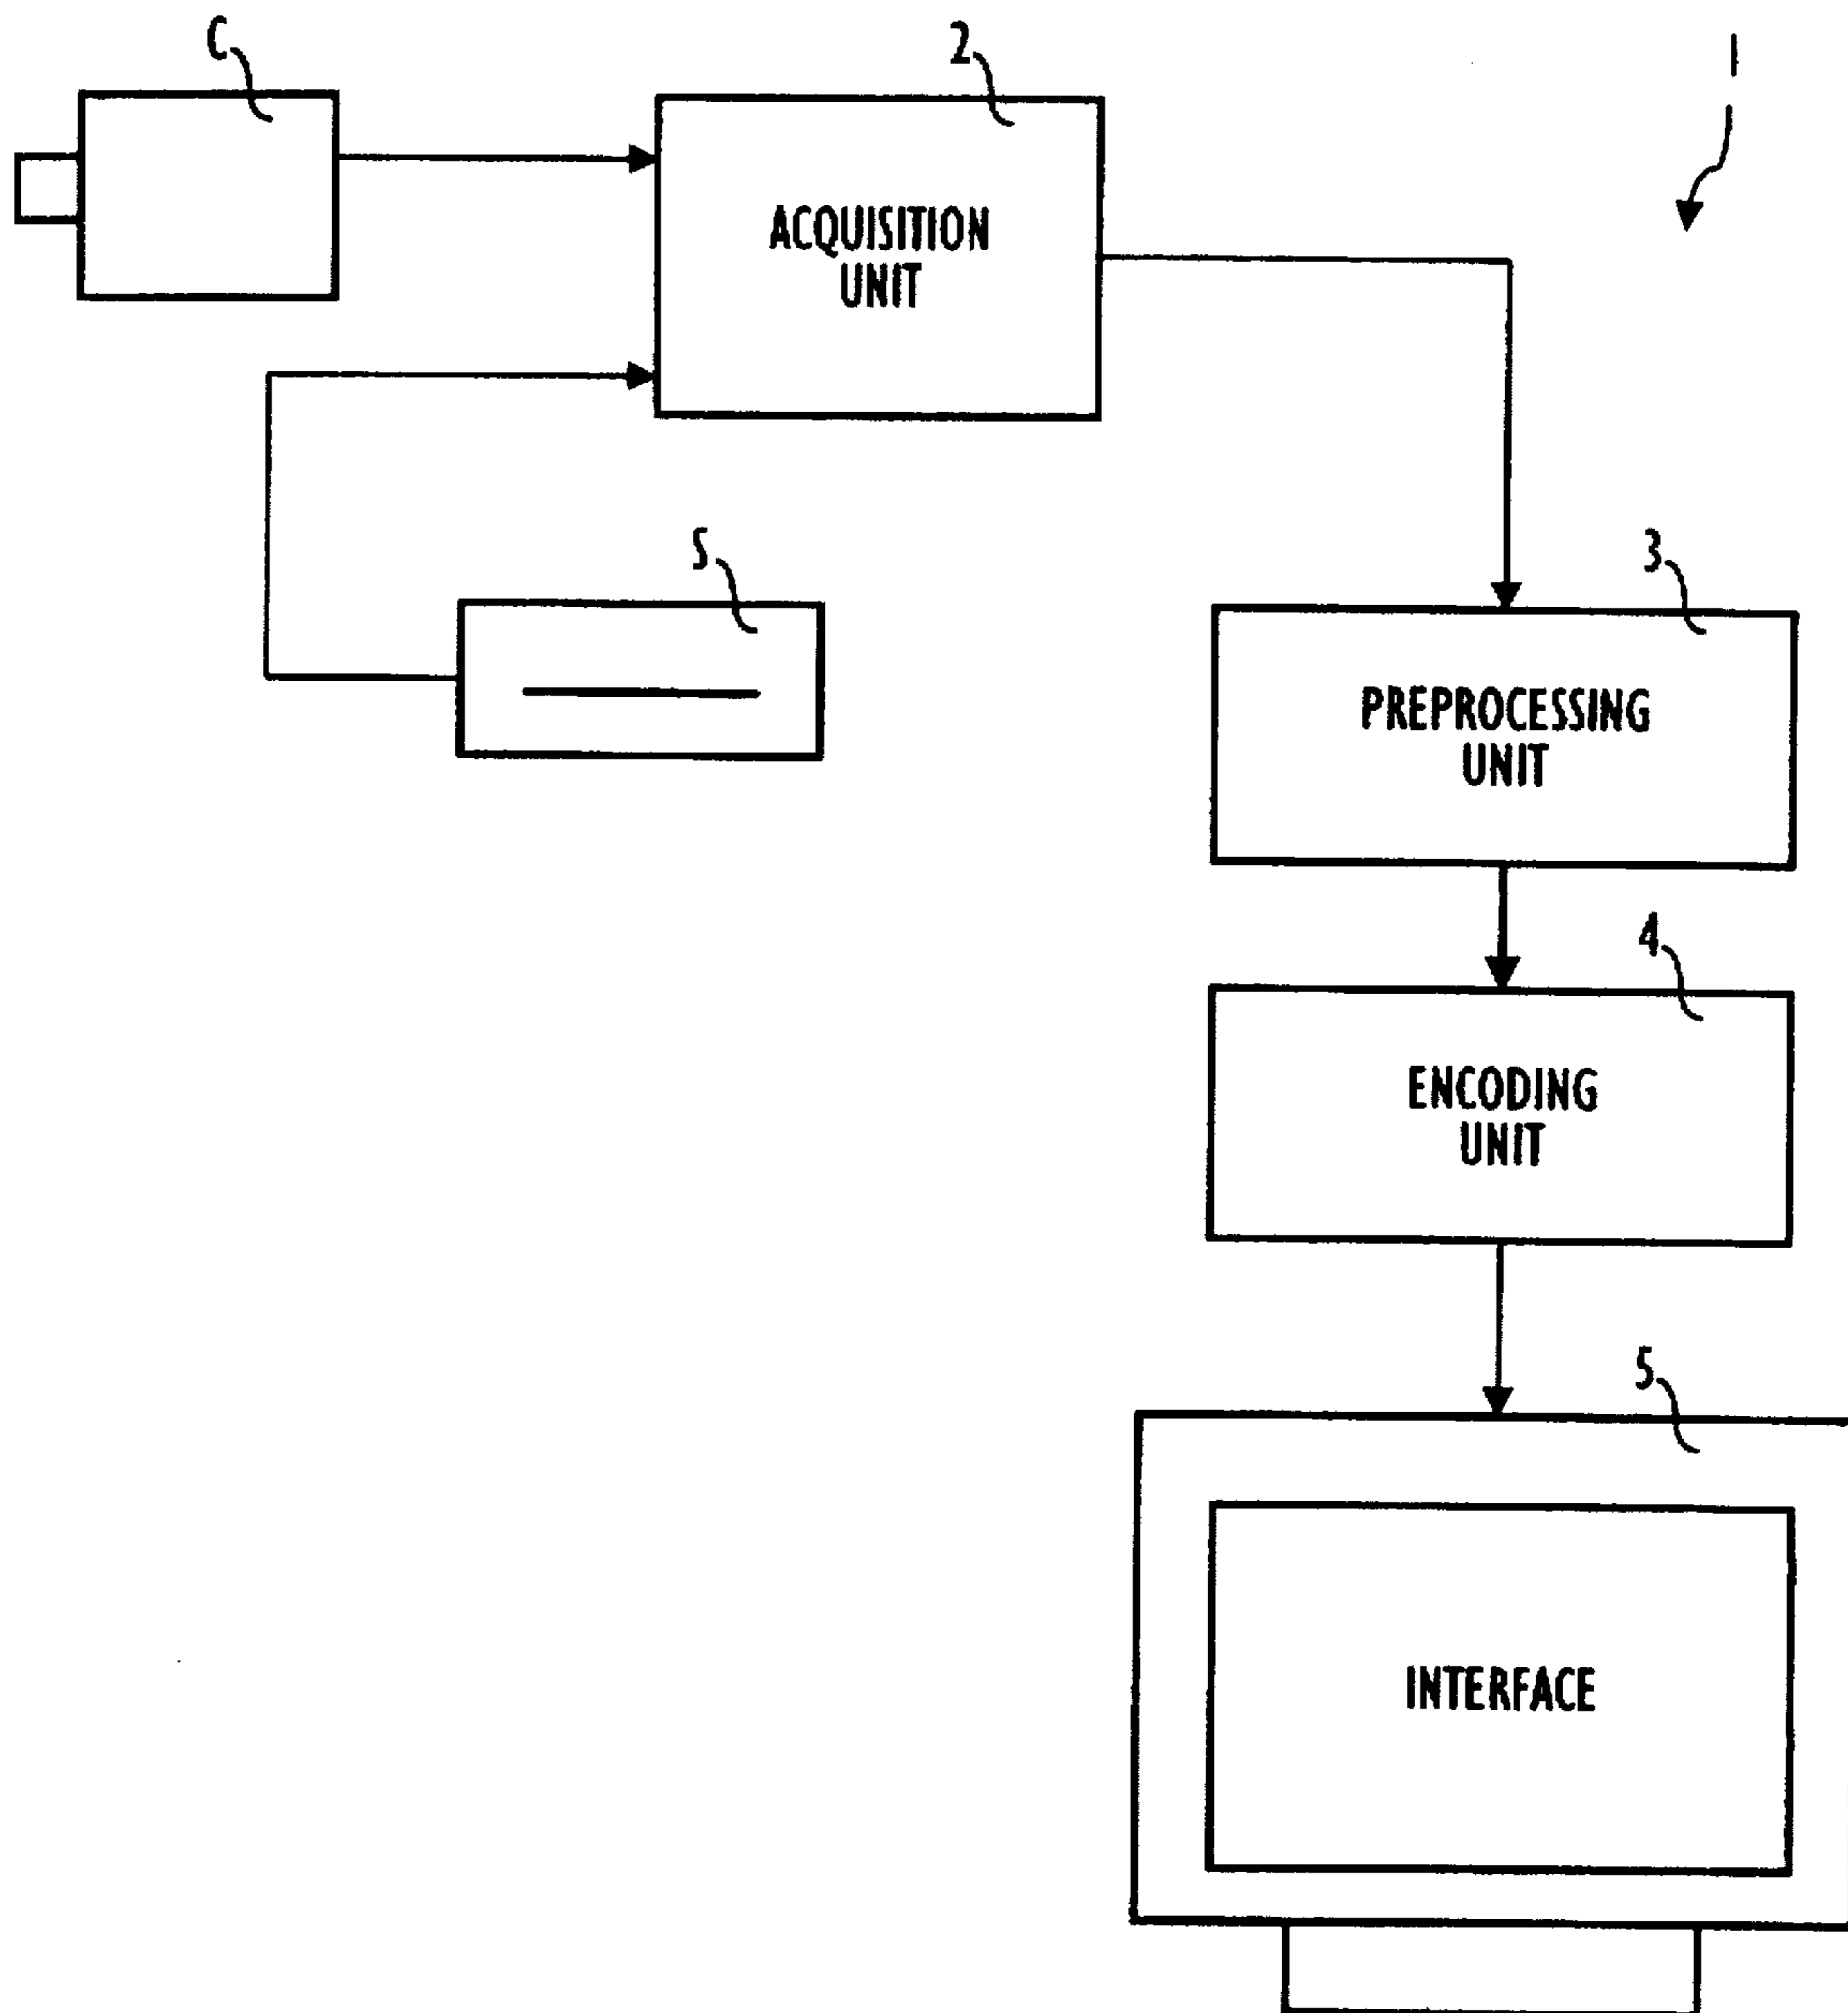 C
2
1
ACQUISITION
UNIT
S
3
PREPROCESSING
UNIT
4
ENCODING
UNIT
5
INTERFACE